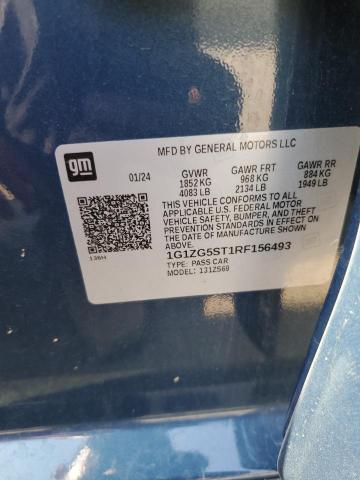 MFD BY GENERAL MOTORS LLC
gm 01/24 GVWR GAWR FRT GAWR RR
1852 KG 968 KG 884 KG
4083 LB 2134 LB 1949 LB
THIS VEHICLE CONFORMS TO ALL
APPLICABLE U.S. FEDERAL MOTOR
VEHICLE SAFETY, BUMPER, AND THEFT
PREVENTION STANDARDS IN EFFECT ON
THE DATE OF MANUFACTURE SHOWN ABOVE.
138H 1G1ZG5ST1RF156493
TYPE: PASS CAR
MODEL: 131ZS69